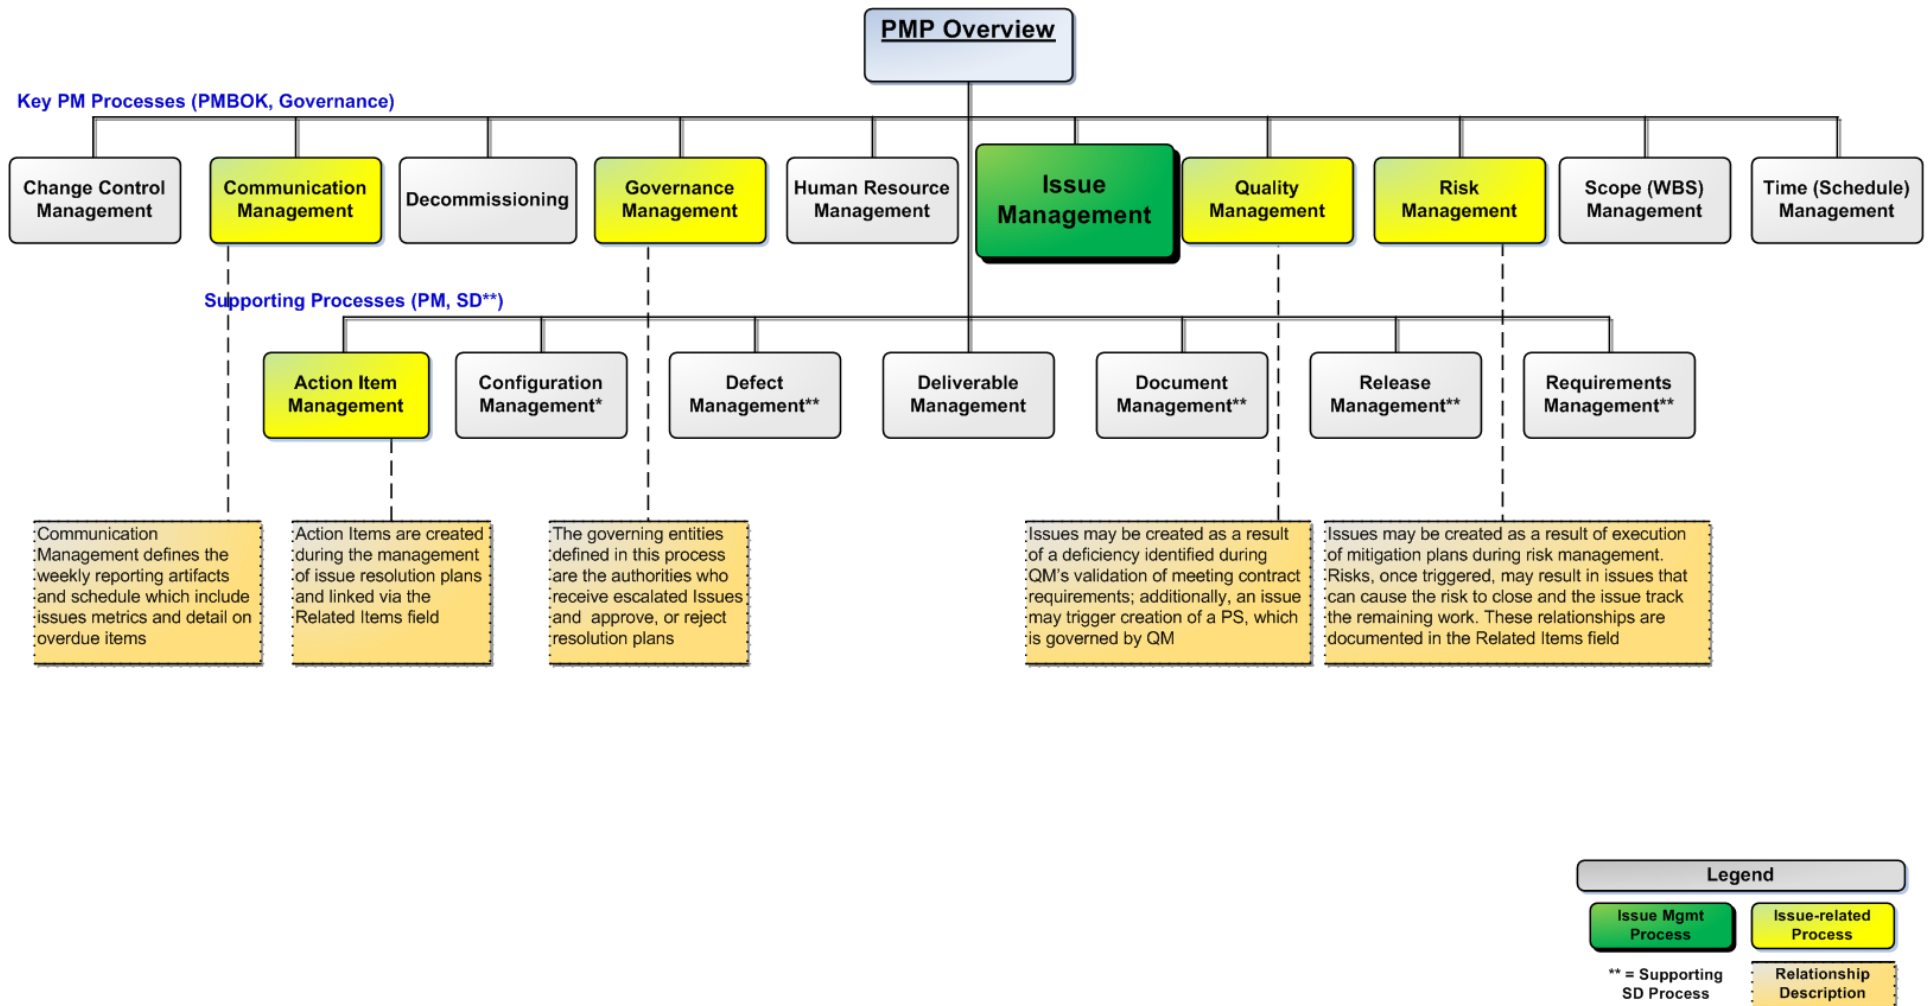 PMP Overview
Key PM Processes (PMBOK, Governance)
Change Control
Management
Communication
Management
Decommissioning
Governance
Management
Human Resource
Management
Issue
Management
Quality
Management
Risk
Management
Scope (WBS)
Management
Time (Schedule)
Management
Supporting Processes (PM, SD**)
Action Item
Management
Configuration
Management*
Defect
Management**
Deliverable
Management
Document
Management**
Release
Management**
Requirements
Management**
Communication
Management defines the
weekly reporting artifacts
and schedule which include
issues metrics and detail on
overdue items
Action Items are created
during the management
of issue resolution plans
and linked via the
Related Items field
The governing entities
defined in this process
are the authorities who
receive escalated Issues
and approve, or reject
resolution plans
Issues may be created as a result
of a deficiency identified during
QM's validation of meeting contract
requirements; additionally, an issue
may trigger creation of a PS, which
is governed by QM
Issues may be created as a result of execution
of mitigation plans during risk management.
Risks, once triggered, may result in issues that
can cause the risk to close and the issue track
the remaining work. These relationships are
documented in the Related Items field
Legend
Issue Mgmt
Process
Issue-related
Process
** = Supporting
SD Process
Relationship
Description